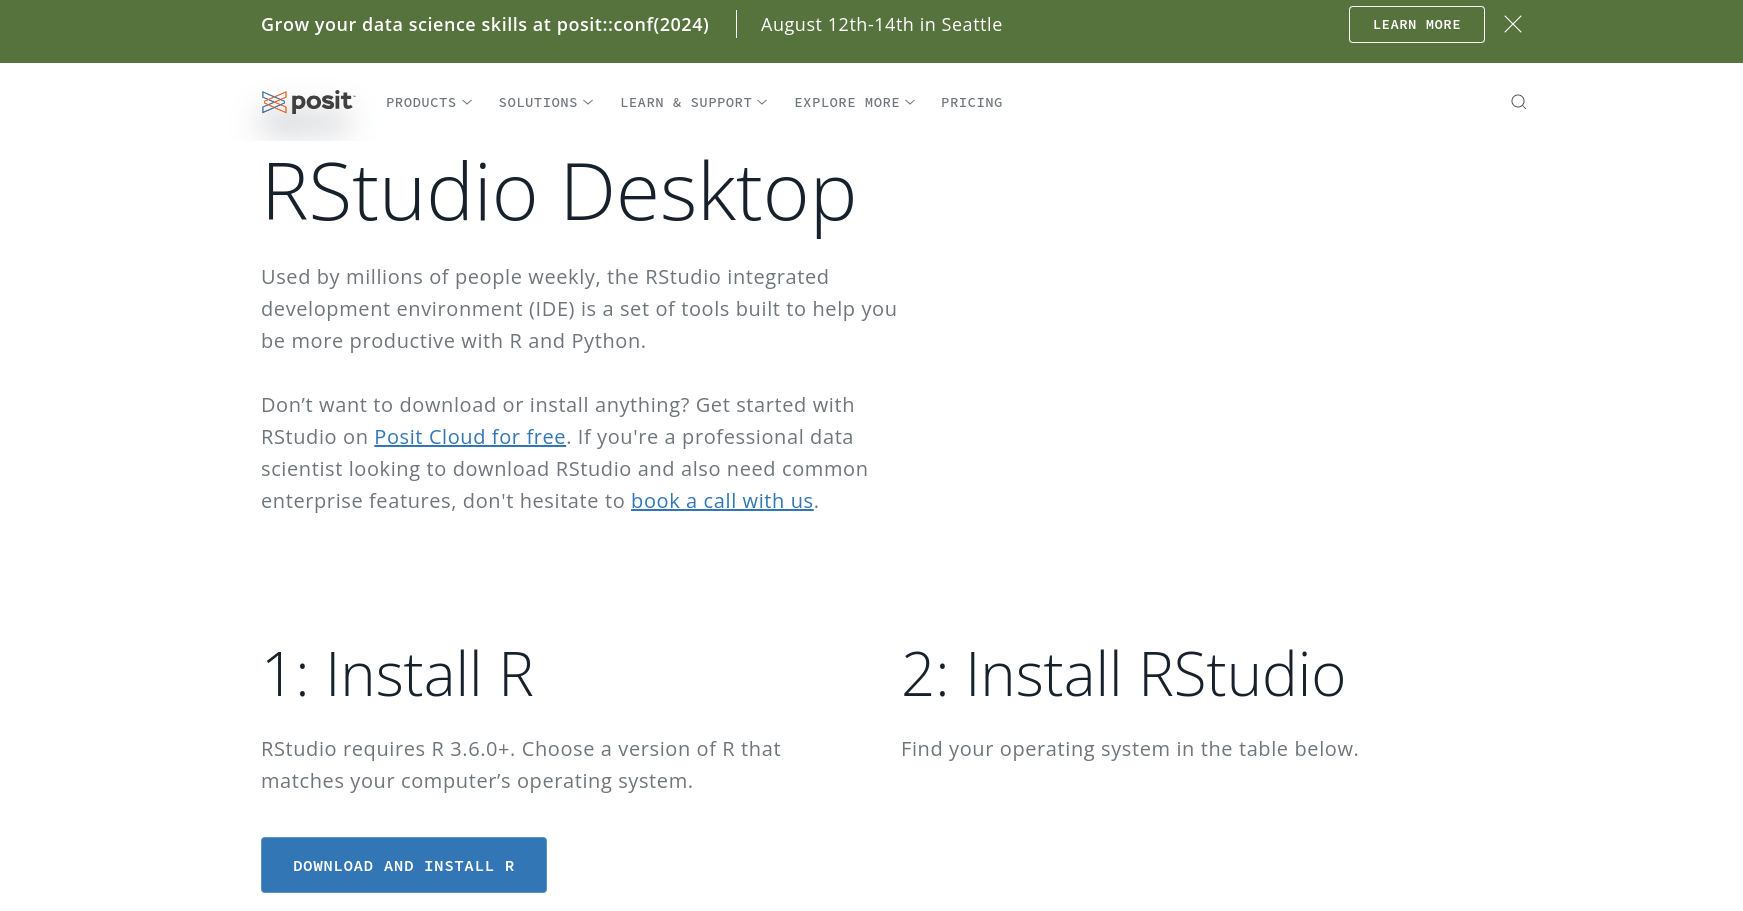 Grow your data science skills at posit::conf(2024)
August 12th-14th in Seattle
LEARN MORE
posit™
PRODUCTS
SOLUTIONS
LEARN & SUPPORT
EXPLORE MORE
PRICING
RStudio Desktop
Used by millions of people weekly, the RStudio integrated
development environment (IDE) is a set of tools built to help you
be more productive with R and Python.
Don’t want to download or install anything? Get started with
RStudio on Posit Cloud for free. If you're a professional data
scientist looking to download RStudio and also need common
enterprise features, don't hesitate to book a call with us.
1: Install R
RStudio requires R 3.6.0+. Choose a version of R that
matches your computer’s operating system.
DOWNLOAD AND INSTALL R
2: Install RStudio
Find your operating system in the table below.